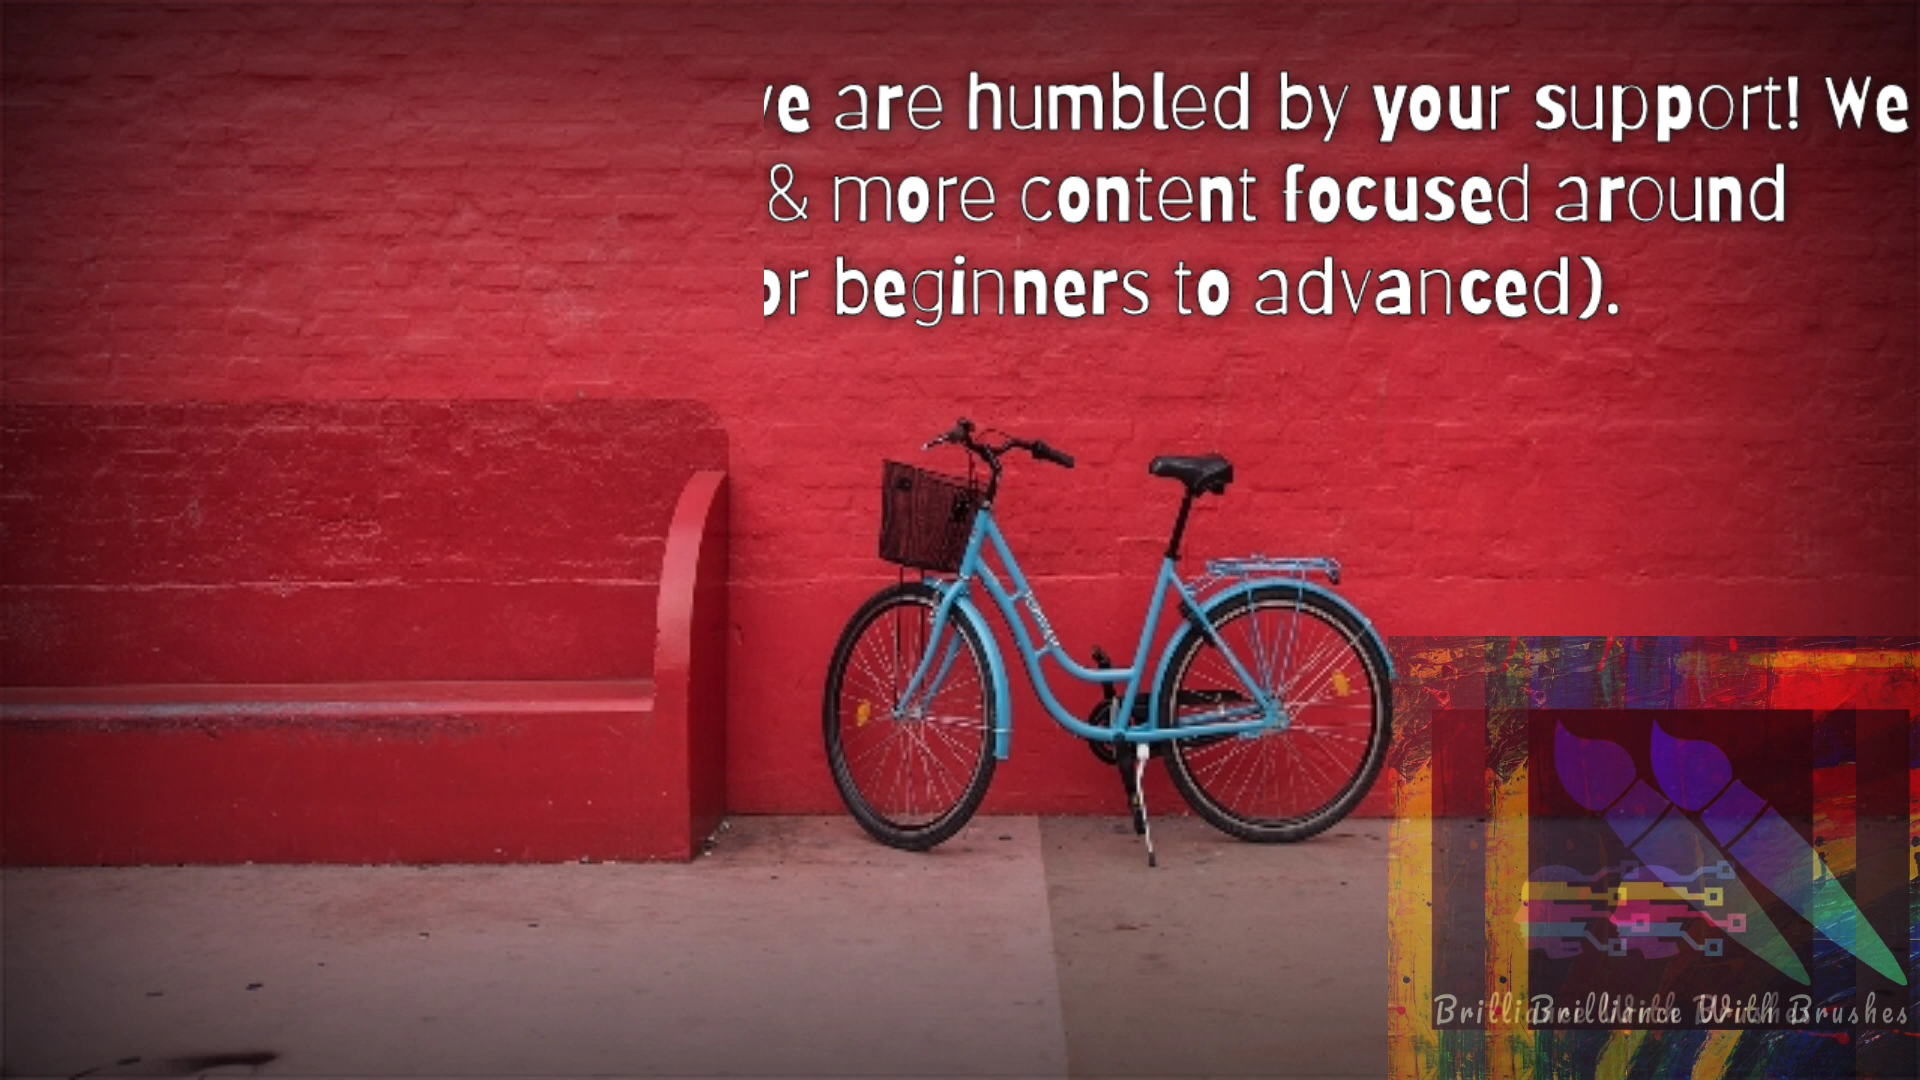 are humbled by your support! We
& more content focused around
beginners to advanced).
Brilliance With Brushes